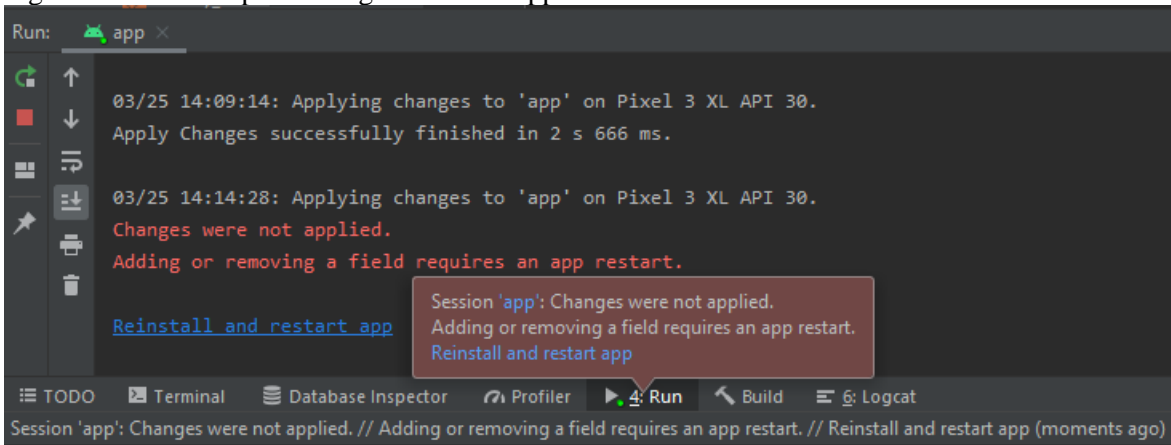 Run: app
03/25 14:09:14: Applying changes to 'app' on Pixel 3 XL API 30.
Apply Changes successfully finished in 2 s 666 ms.
03/25 14:14:28: Applying changes to 'app' on Pixel 3 XL API 30.
Changes were not applied.
Adding or removing a field requires an app restart.
Reinstall and restart app
Session 'app': Changes were not applied.
Adding or removing a field requires an app restart.
Reinstall and restart app
TODO Terminal Database Inspector Profiler 4: Run Build 6: Logcat
Session 'app': Changes were not applied. // Adding or removing a field requires an app restart. // Reinstall and restart app (moments ago)